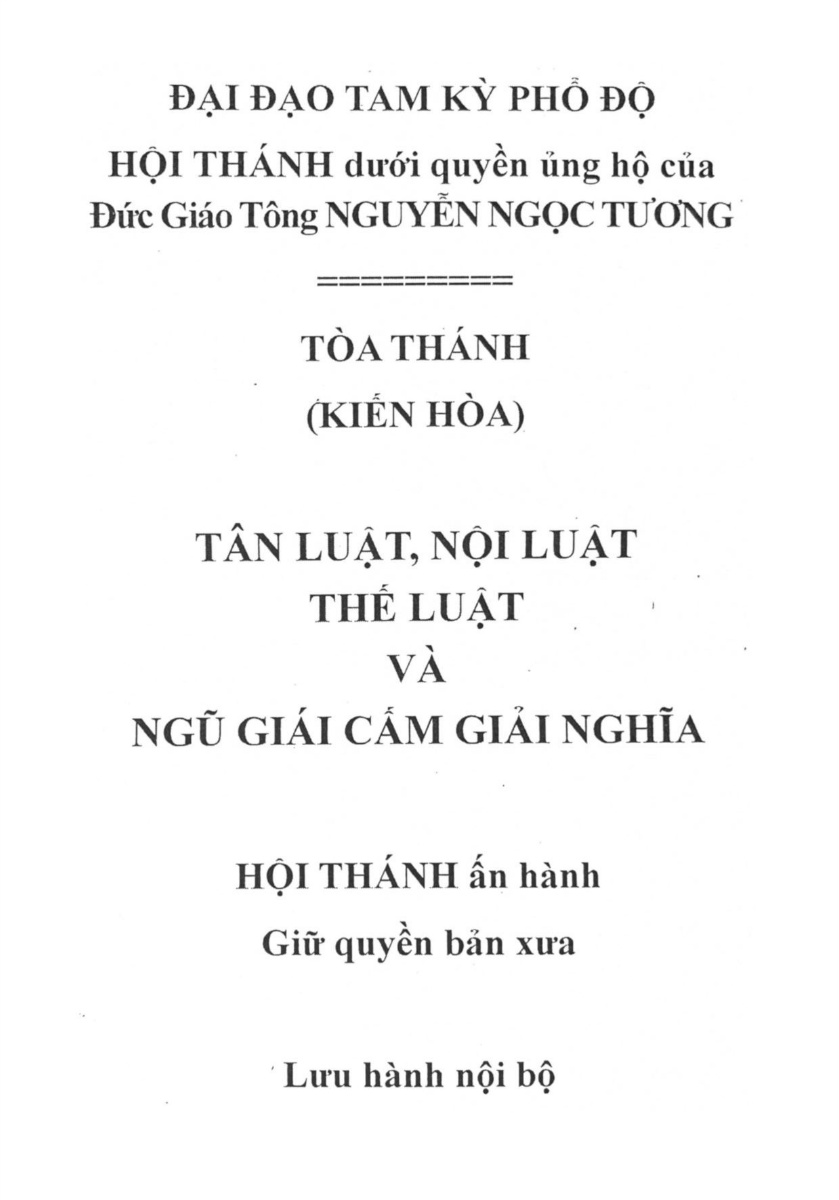 ĐẠI ĐẠO TAM KỲ PHỔ ĐỘ
HỘI THÁNH dưới quyền ủng hộ của
Đức Giáo Tông NGUYỄN NGỌC TƯƠNG
=========
TÒA THÁNH
(KIẾN HÒA)
TÂN LUẬT, NỘI LUẬT
THẾ LUẬT
VÀ
NGŨ GIÁI CẤM GIẢI NGHĨA
HỘI THÁNH ấn hành
Giữ quyền bản xưa
Lưu hành nội bộ